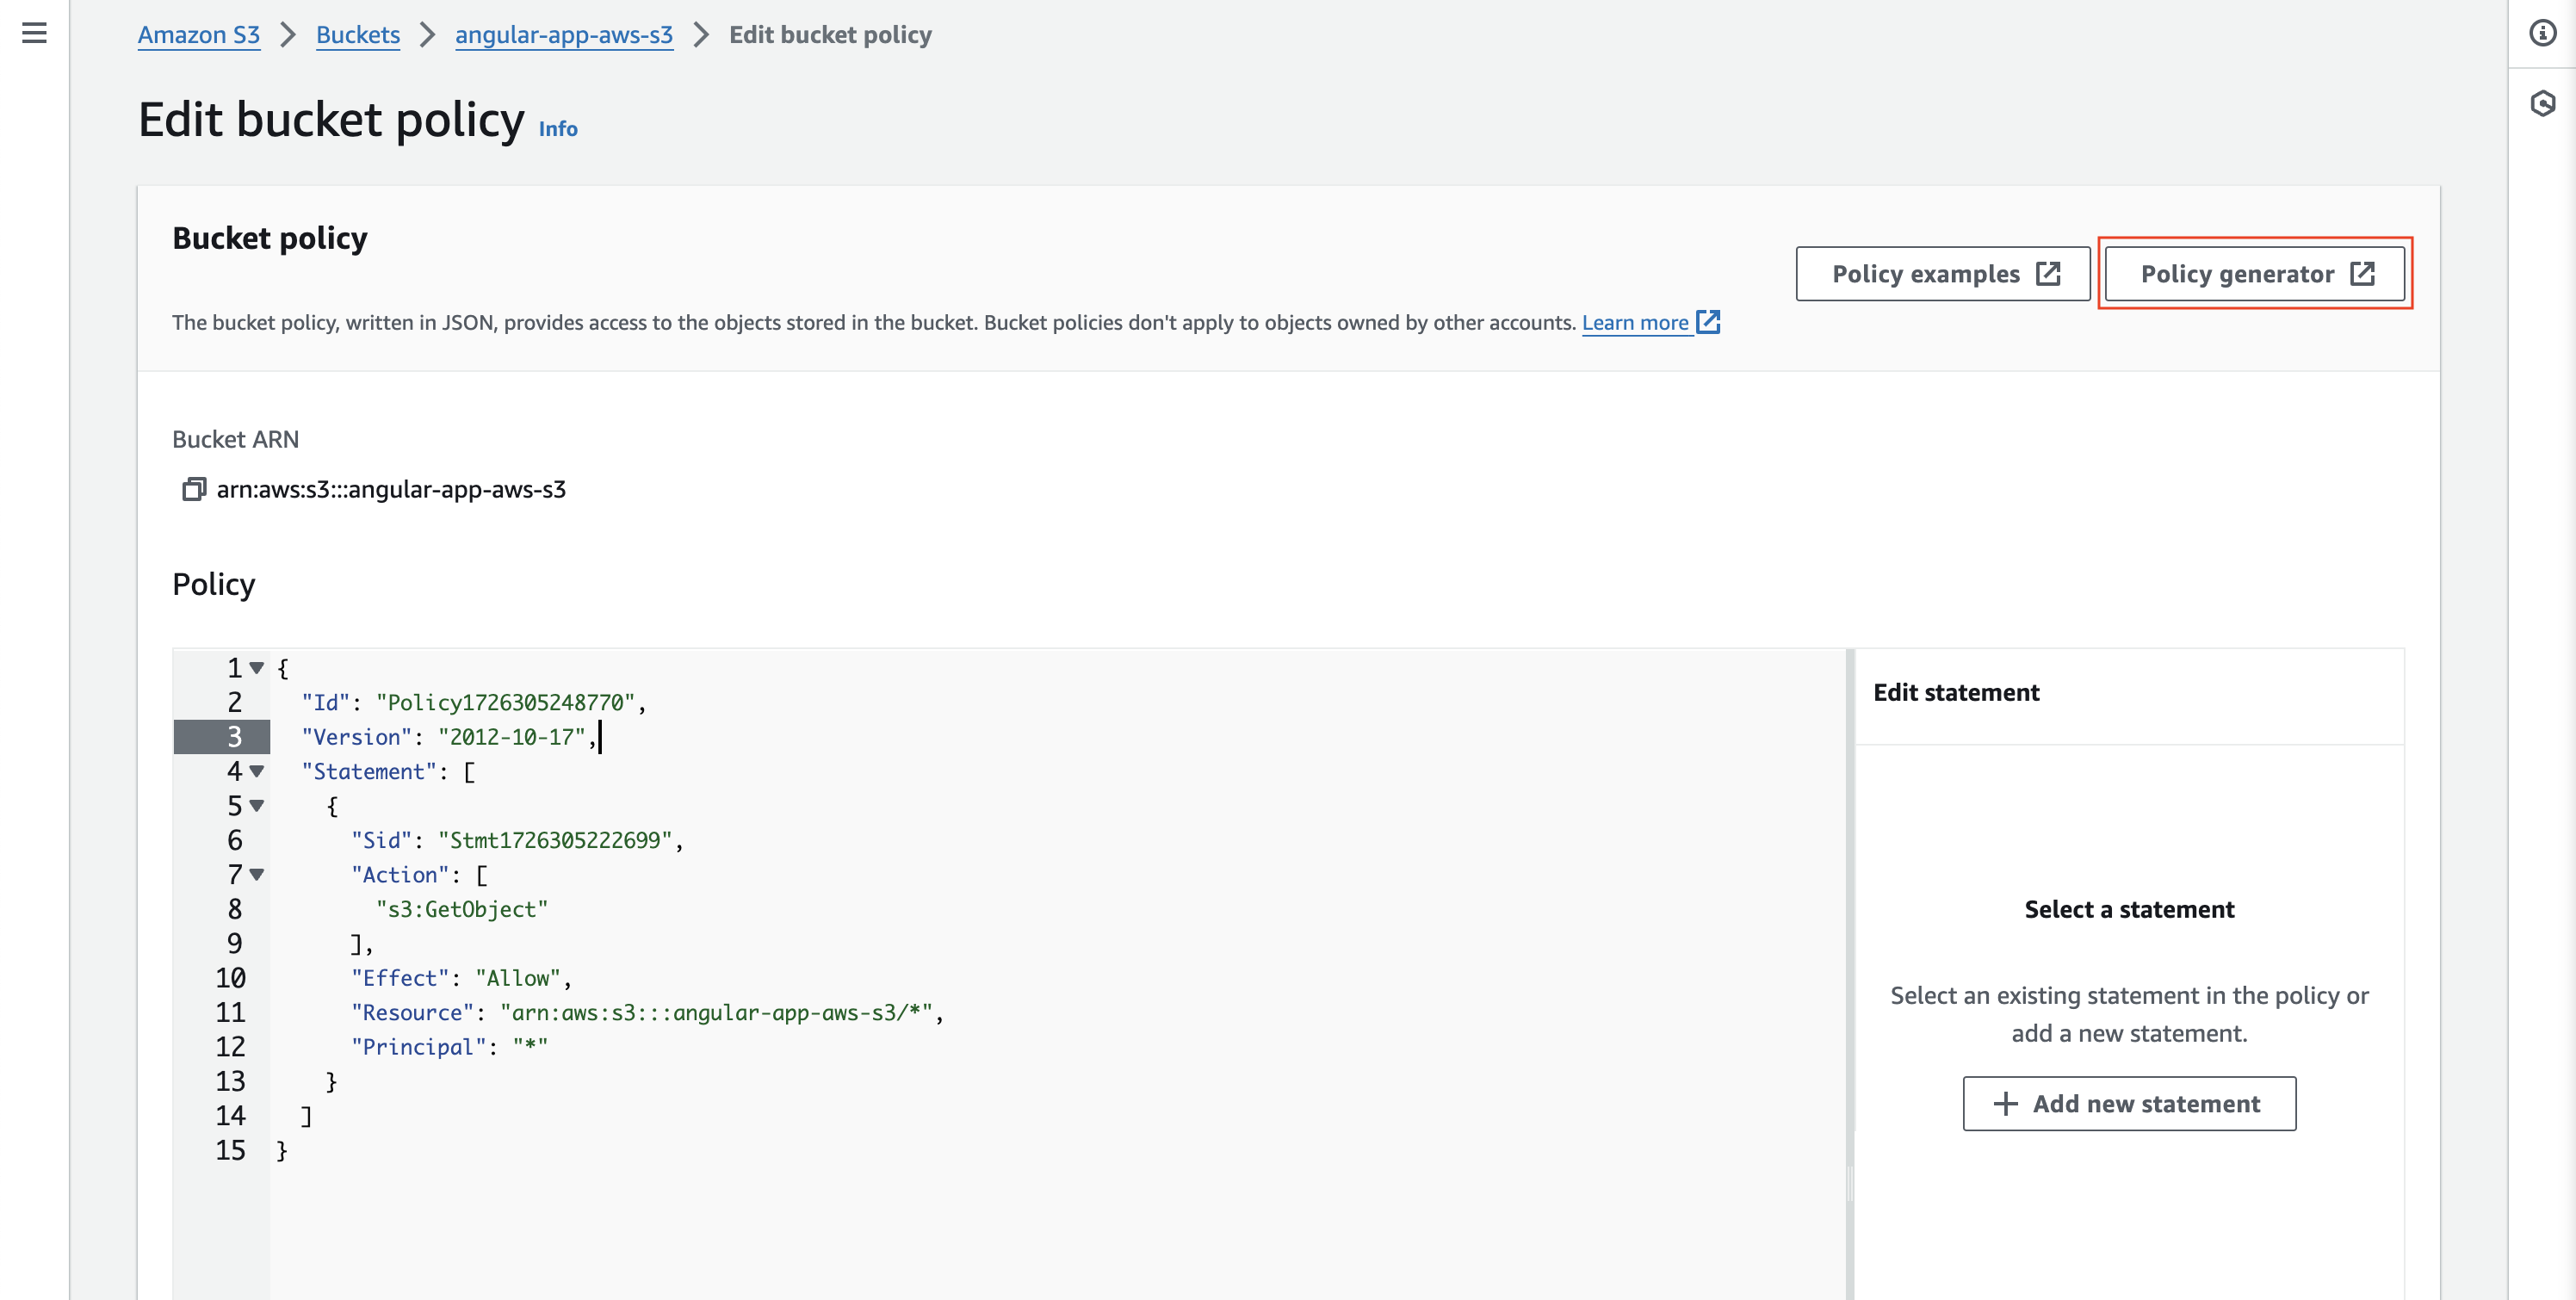 Amazon S3 > Buckets > angular-app-aws-s3 > Edit bucket policy
Edit bucket policy Info
Bucket policy
Policy examples
Policy generator
The bucket policy, written in JSON, provides access to the objects stored in the bucket. Bucket policies don't apply to objects owned by other accounts. Learn more
Bucket ARN
arn:aws:s3:::angular-app-aws-s3
Policy
1 {
2   "Id": "Policy1726305248770",
3   "Version": "2012-10-17",
4   "Statement": [
5     {
6       "Sid": "Stmt1726305222699",
7       "Action": [
8         "s3:GetObject"
9       ],
10       "Effect": "Allow",
11       "Resource": "arn:aws:s3:::angular-app-aws-s3/*",
12       "Principal": "*"
13     }
14   ]
15 }
Edit statement
Select a statement
Select an existing statement in the policy or
add a new statement.
+ Add new statement